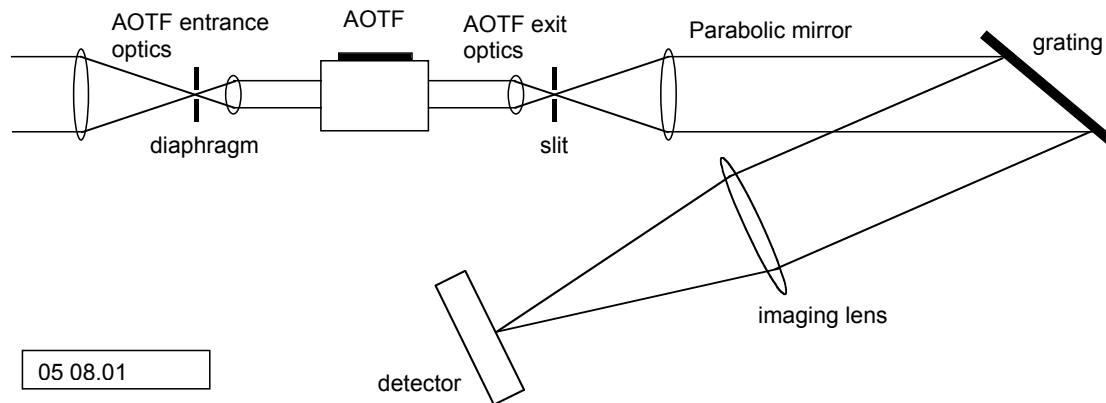 AOTF entrance
optics
AOTF
AOTF exit
optics
Parabolic mirror
grating
diaphragm
slit
imaging lens
detector
05 08.01